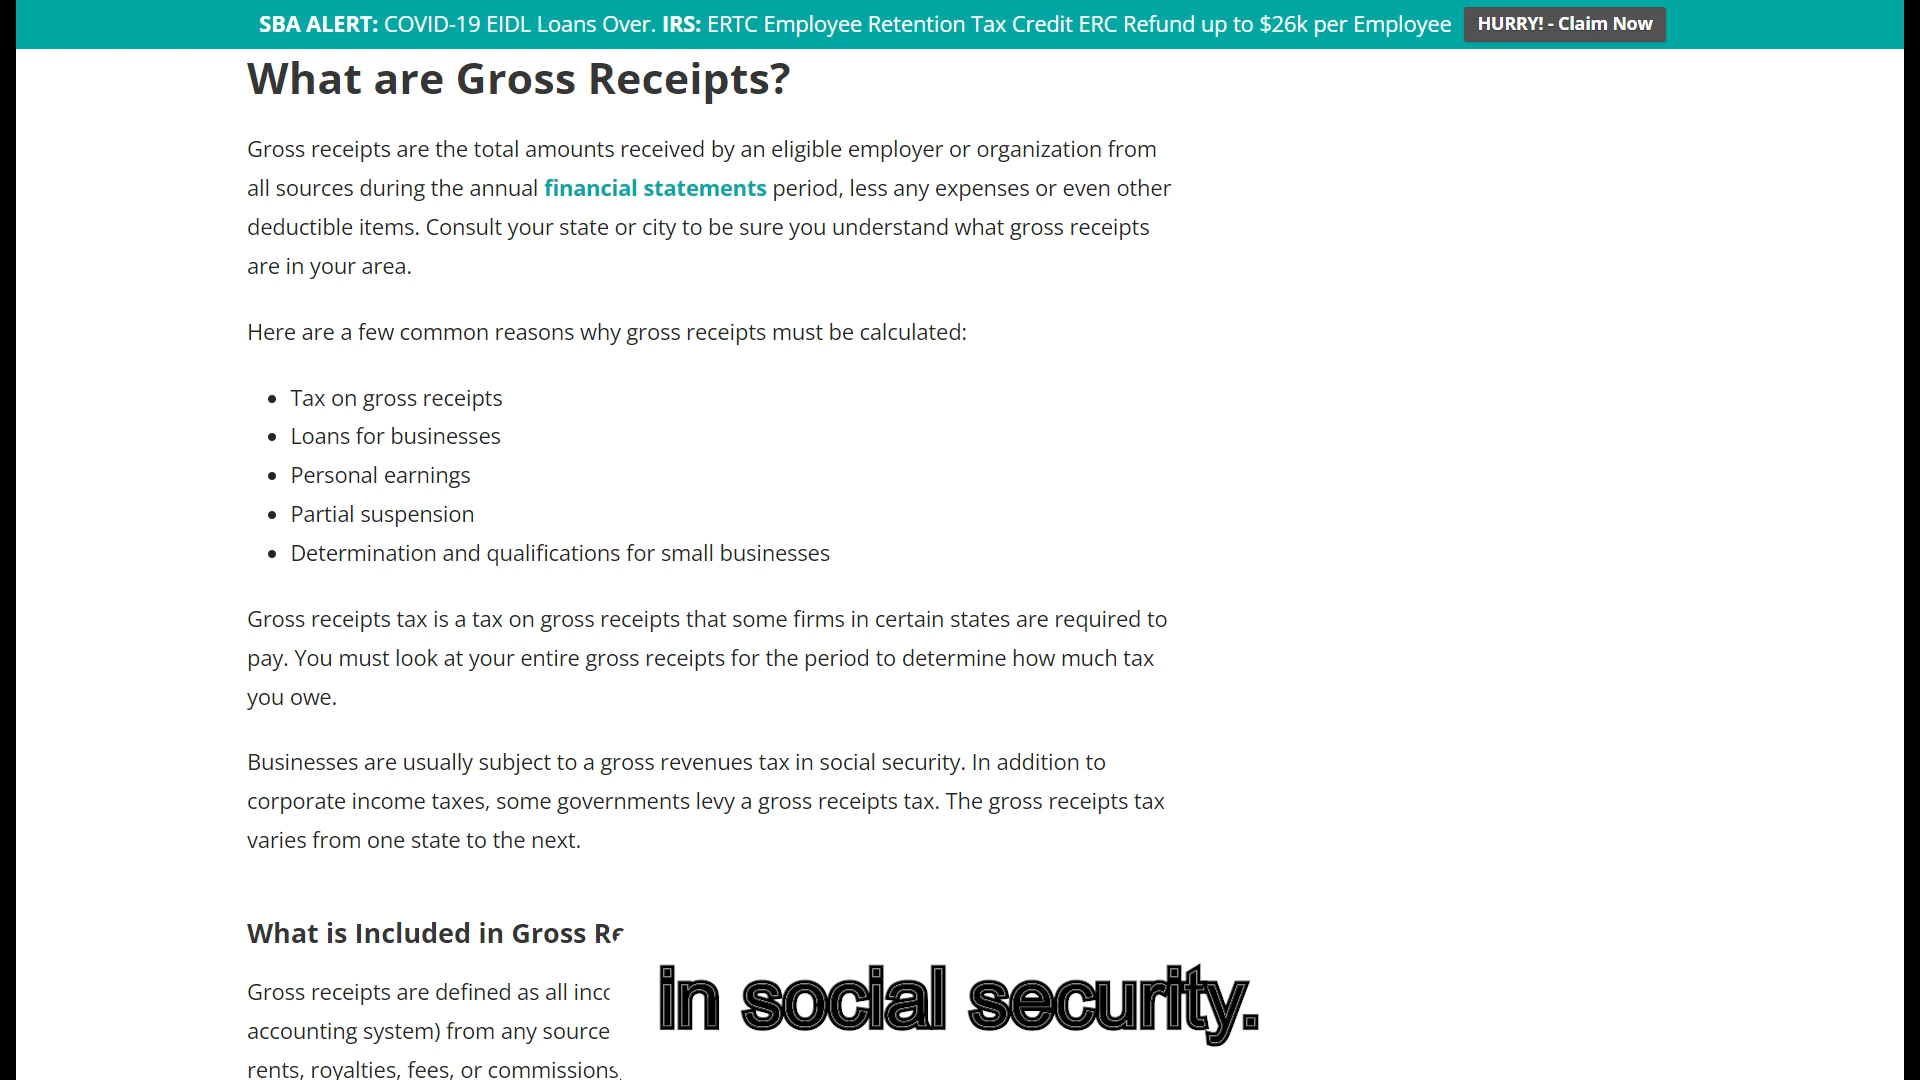 SBA ALERT: COVID-19 EIDL Loans Over. IRS: ERTC Employee Retention Tax Credit ERC Refund up to $26k per Employee HURRY! - Claim Now
What are Gross Receipts?
Gross receipts are the total amounts received by an eligible employer or organization from
all sources during the annual financial statements period, less any expenses or even other
deductible items. Consult your state or city to be sure you understand what gross receipts
are in your area.
Here are a few common reasons why gross receipts must be calculated:
• Tax on gross receipts
• Loans for businesses
• Personal earnings
• Partial suspension
• Determination and qualifications for small businesses
Gross receipts tax is a tax on gross receipts that some firms in certain states are required to
pay. You must look at your entire gross receipts for the period to determine how much tax
you owe.
Businesses are usually subject to a gross revenues tax in social security. In addition to
corporate income taxes, some governments levy a gross receipts tax. The gross receipts tax
varies from one state to the next.
What is Included in Gross
Gross receipts are defined as all
accounting system) from any source
rents, royalties, fees, or commissions
in social security.